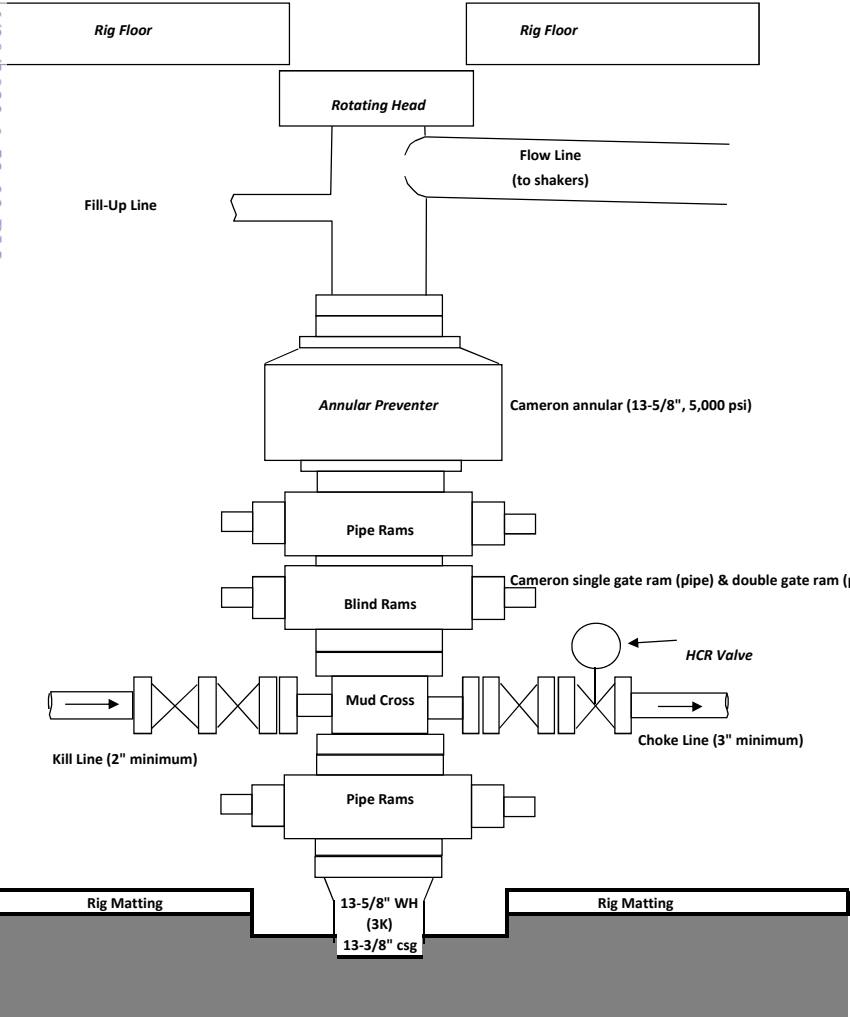 Rig Floor
Rig Floor
Rotating Head
Flow Line
(to shakers)
Fill-Up Line
Annular Preventer
Cameron annular (13-5/8", 5,000 psi)
Pipe Rams
Cameron single gate ram (pipe) & double gate ram (
Blind Rams
HCR Valve
Mud Cross
Choke Line (3" minimum)
Kill Line (2" minimum)
Pipe Rams
Rig Matting
13-5/8" WH
(3K)
13-3/8" csg
Rig Matting